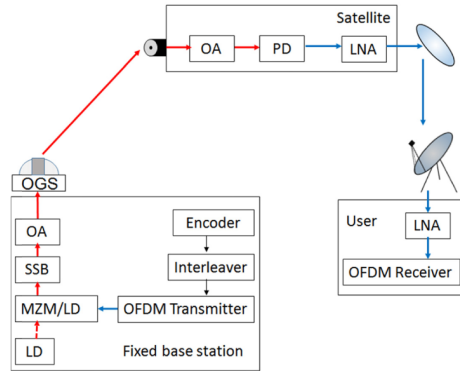 Satellite
OA
PD
LNA
OGS
OA
SSB
MZM/LD
LD
Encoder
Interleaver
OFDM Transmitter
Fixed base station
User
LNA
OFDM Receiver